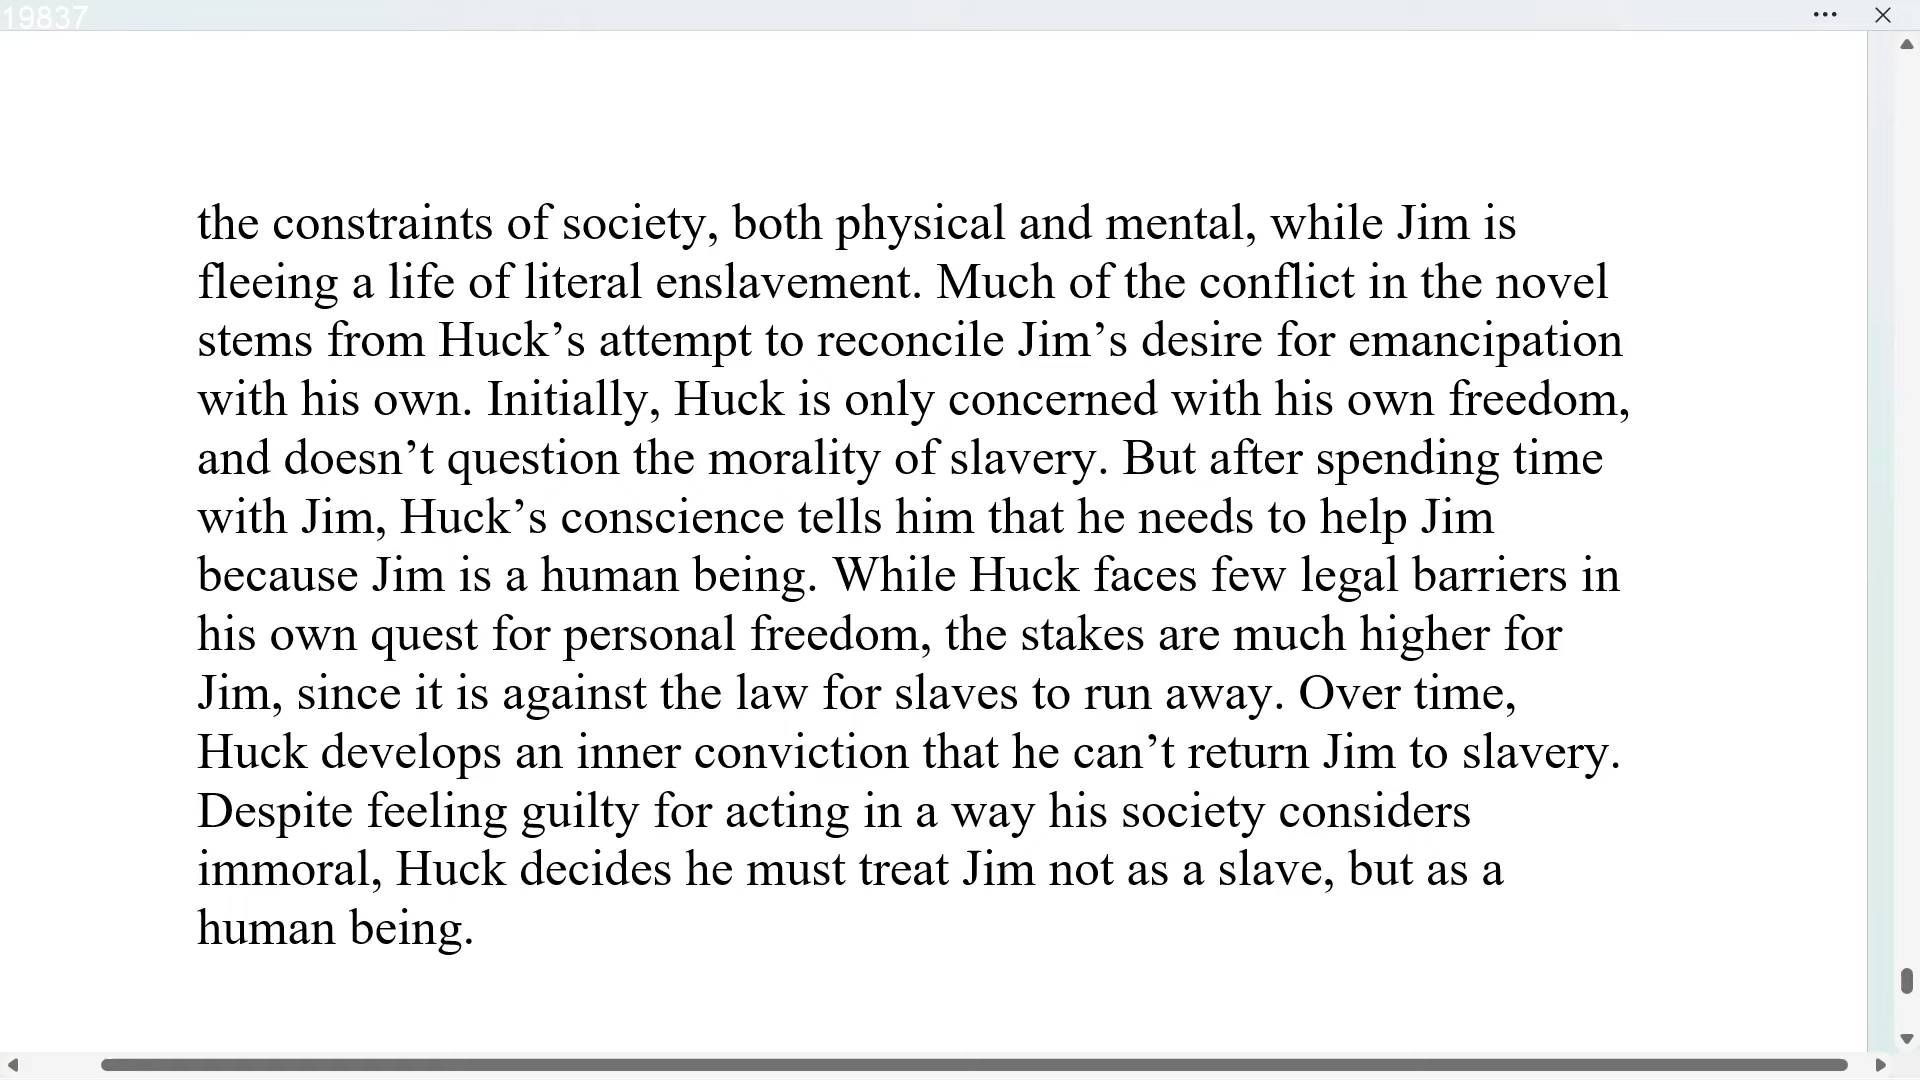 19837
the constraints of society, both physical and mental, while Jim is
fleeing a life of literal enslavement. Much of the conflict in the novel
stems from Huck’s attempt to reconcile Jim’s desire for emancipation
with his own. Initially, Huck is only concerned with his own freedom,
and doesn’t question the morality of slavery. But after spending time
with Jim, Huck’s conscience tells him that he needs to help Jim
because Jim is a human being. While Huck faces few legal barriers in
his own quest for personal freedom, the stakes are much higher for
Jim, since it is against the law for slaves to run away. Over time,
Huck develops an inner conviction that he can’t return Jim to slavery.
Despite feeling guilty for acting in a way his society considers
immoral, Huck decides he must treat Jim not as a slave, but as a
human being.